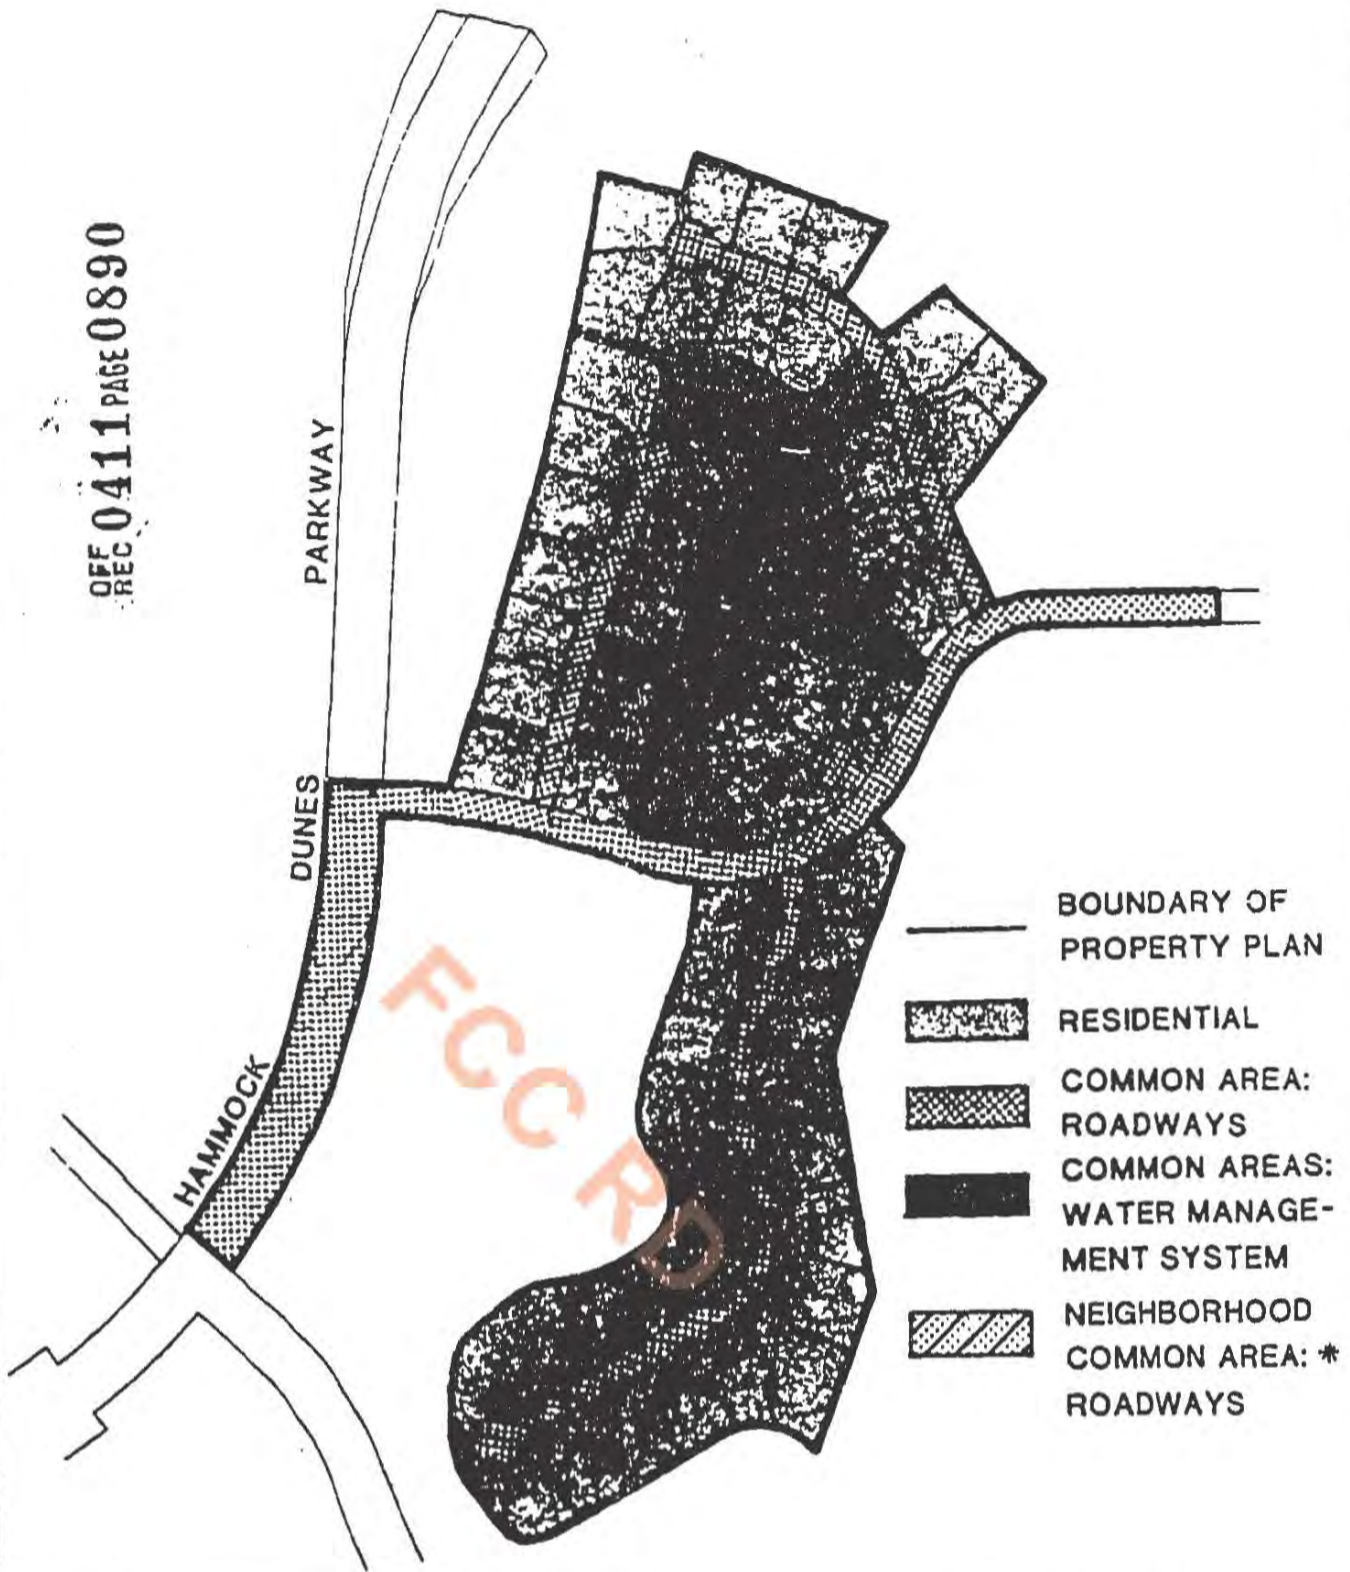 OFF
REC 0411 PAGE 0890
PARKWAY
DUNES
HAMMOCK
FCC RD
BOUNDARY OF
PROPERTY PLAN
RESIDENTIAL
COMMON AREA:
ROADWAYS
COMMON AREAS:
WATER MANAGE-
MENT SYSTEM
NEIGHBORHOOD
COMMON AREA: *
ROADWAYS